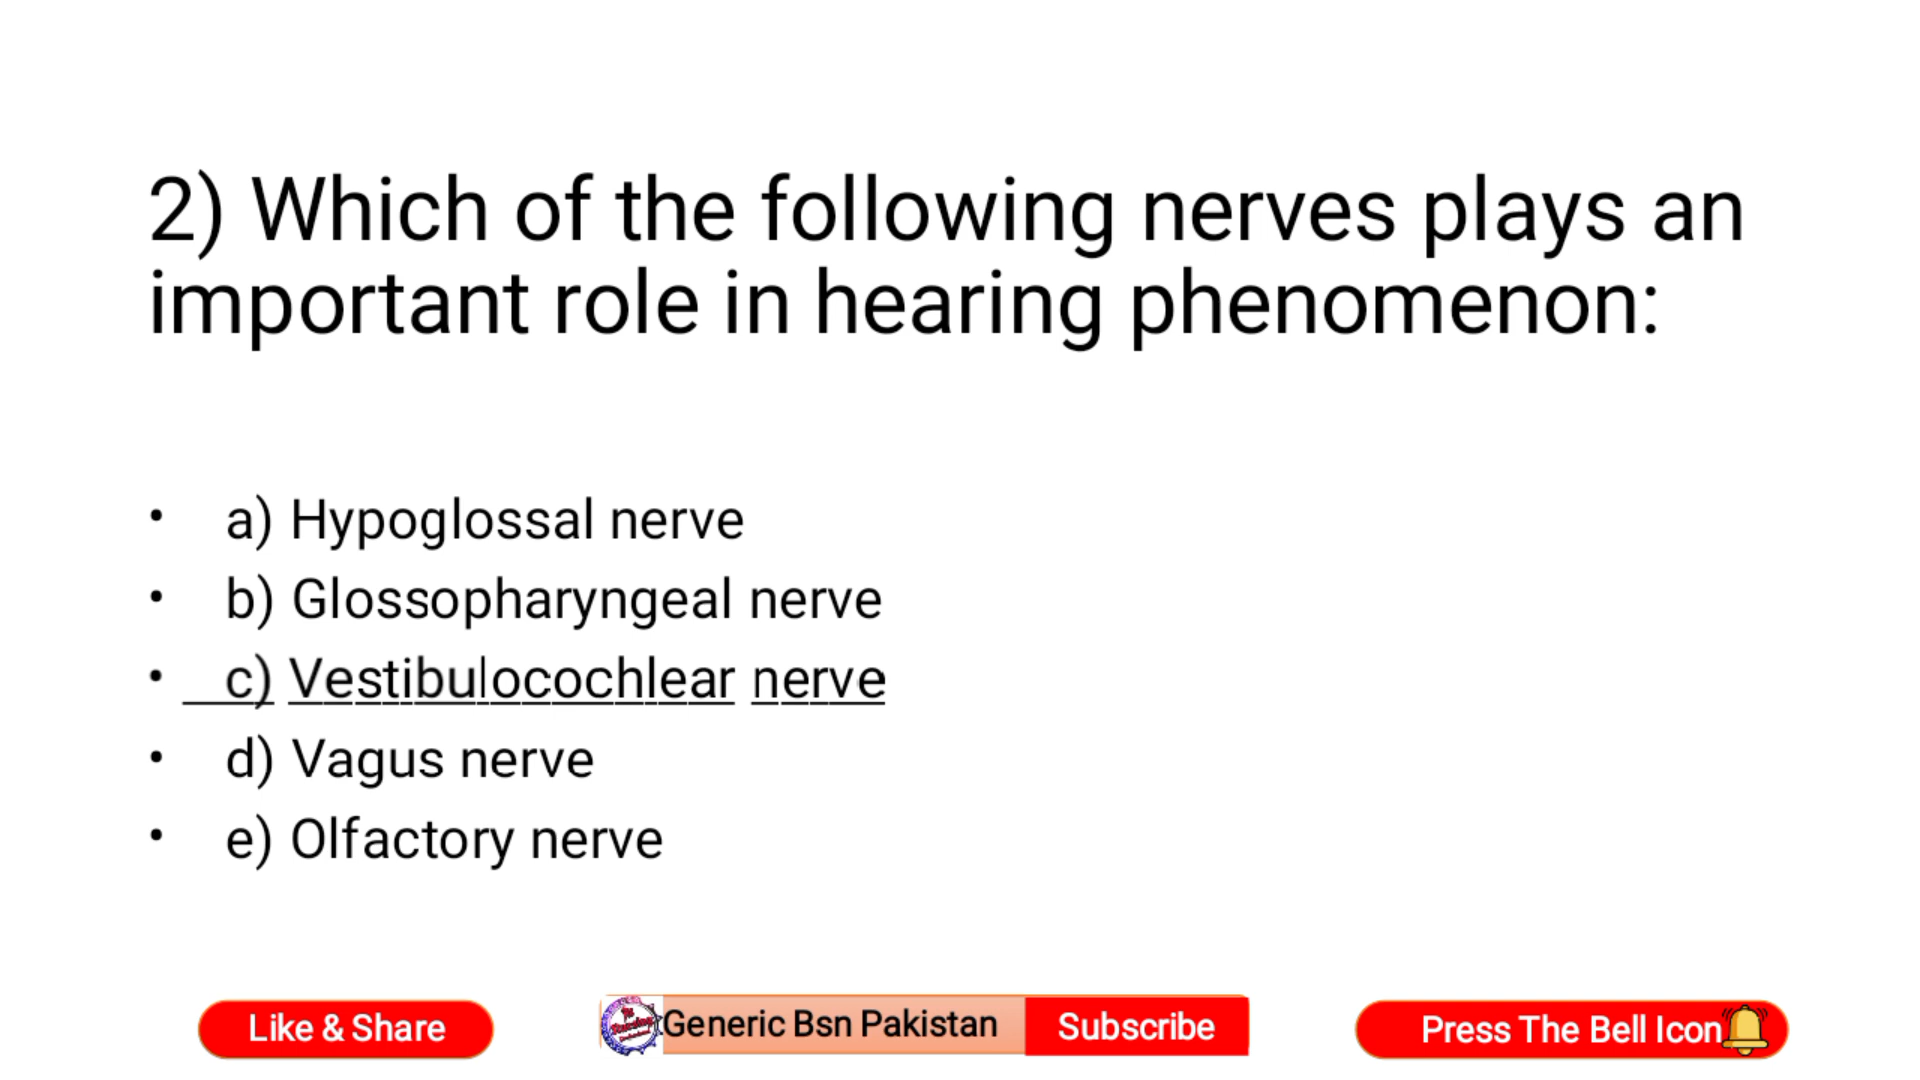 2) Which of the following nerves plays an
important role in hearing phenomenon:
• a) Hypoglossal nerve
• b) Glossopharyngeal nerve
• c) Vestibulocochlear nerve
• d) Vagus nerve
• e) Olfactory nerve
Like & Share
Generic Bsn Pakistan
Subscribe
Press The Bell Icon